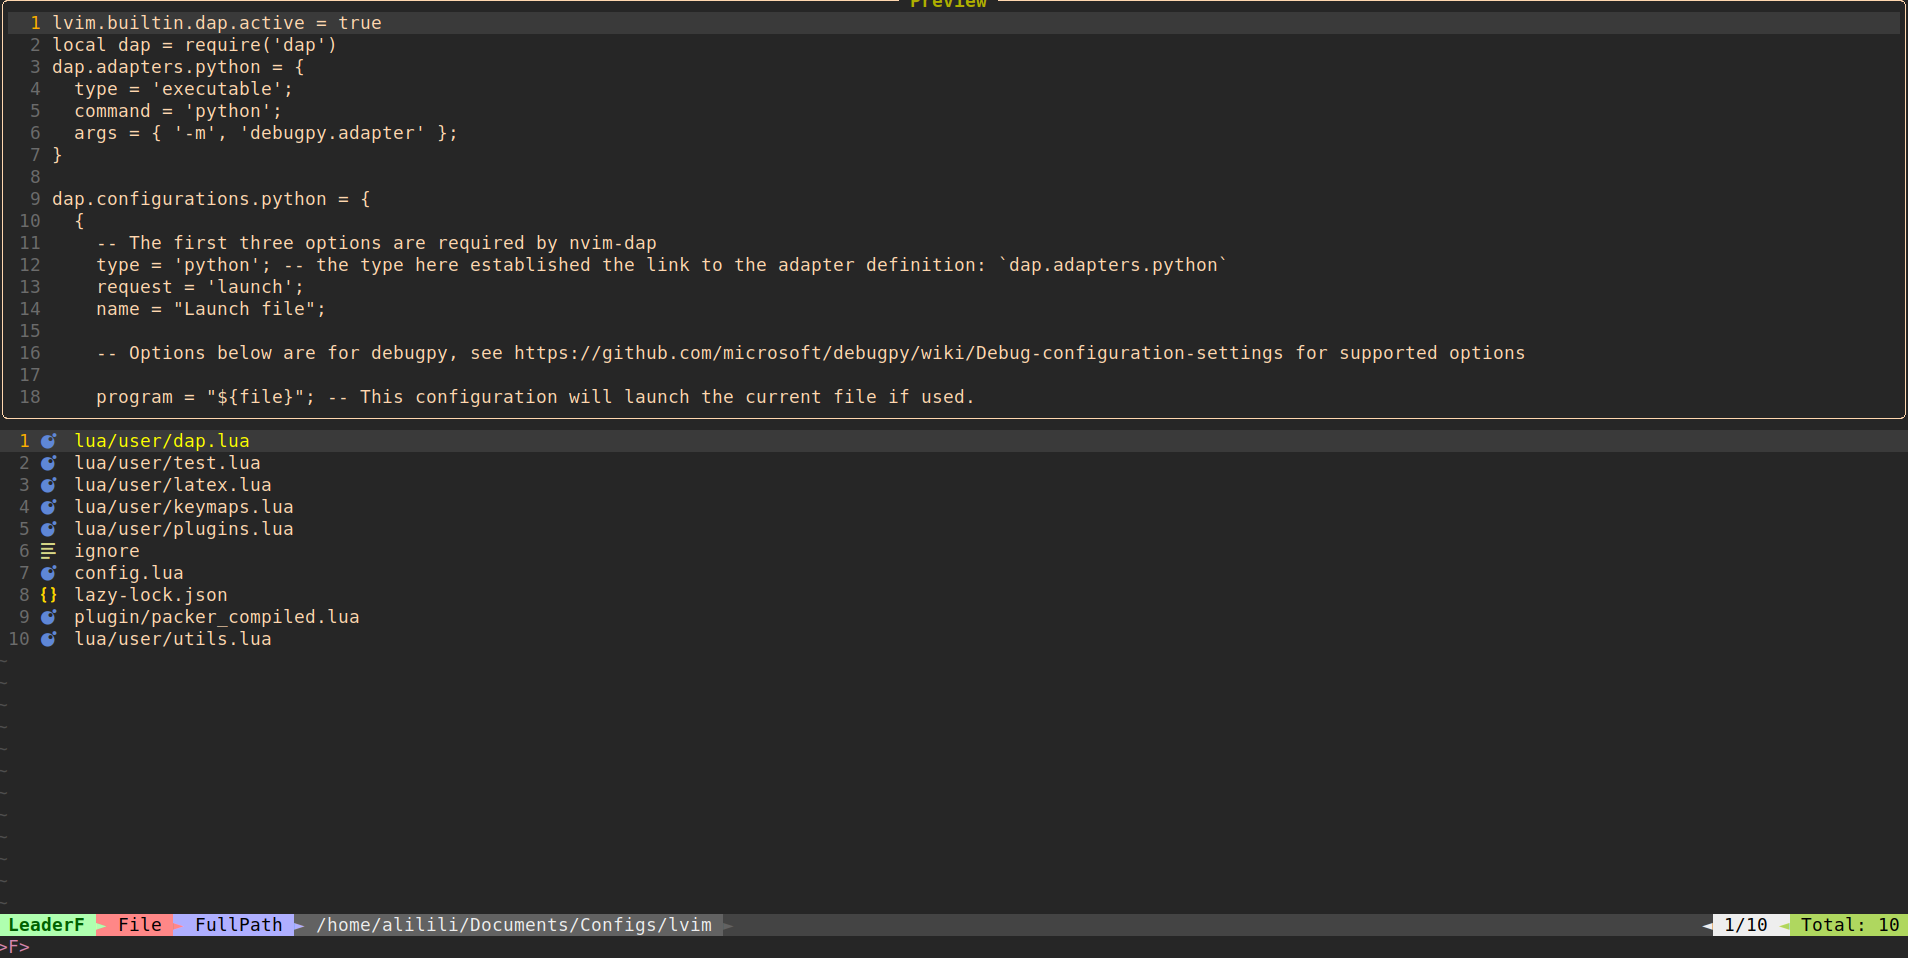 Preview
1 lvim.builtin.dap.active = true
2 local dap = require('dap')
3 dap.adapters.python = {
4   type = 'executable';
5   command = 'python';
6   args = { '-m', 'debugpy.adapter' };
7 }
8
9 dap.configurations.python = {
10   {
11     -- The first three options are required by nvim-dap
12     type = 'python'; -- the type here established the link to the adapter definition: `dap.adapters.python`
13     request = 'launch';
14     name = "Launch file";
15
16     -- Options below are for debugpy, see https://github.com/microsoft/debugpy/wiki/Debug-configuration-settings for supported options
17
18     program = "${file}"; -- This configuration will launch the current file if used.
1 lua/user/dap.lua
2 lua/user/test.lua
3 lua/user/latex.lua
4 lua/user/keymaps.lua
5 lua/user/plugins.lua
6 ignore
7 config.lua
8 {} lazy-lock.json
9 plugin/packer_compiled.lua
10 lua/user/utils.lua
~
~
~
~
~
~
~
~
~
~
~
~
LeaderF File FullPath /home/alilili/Documents/Configs/lvim 1/10 Total: 10
>F>